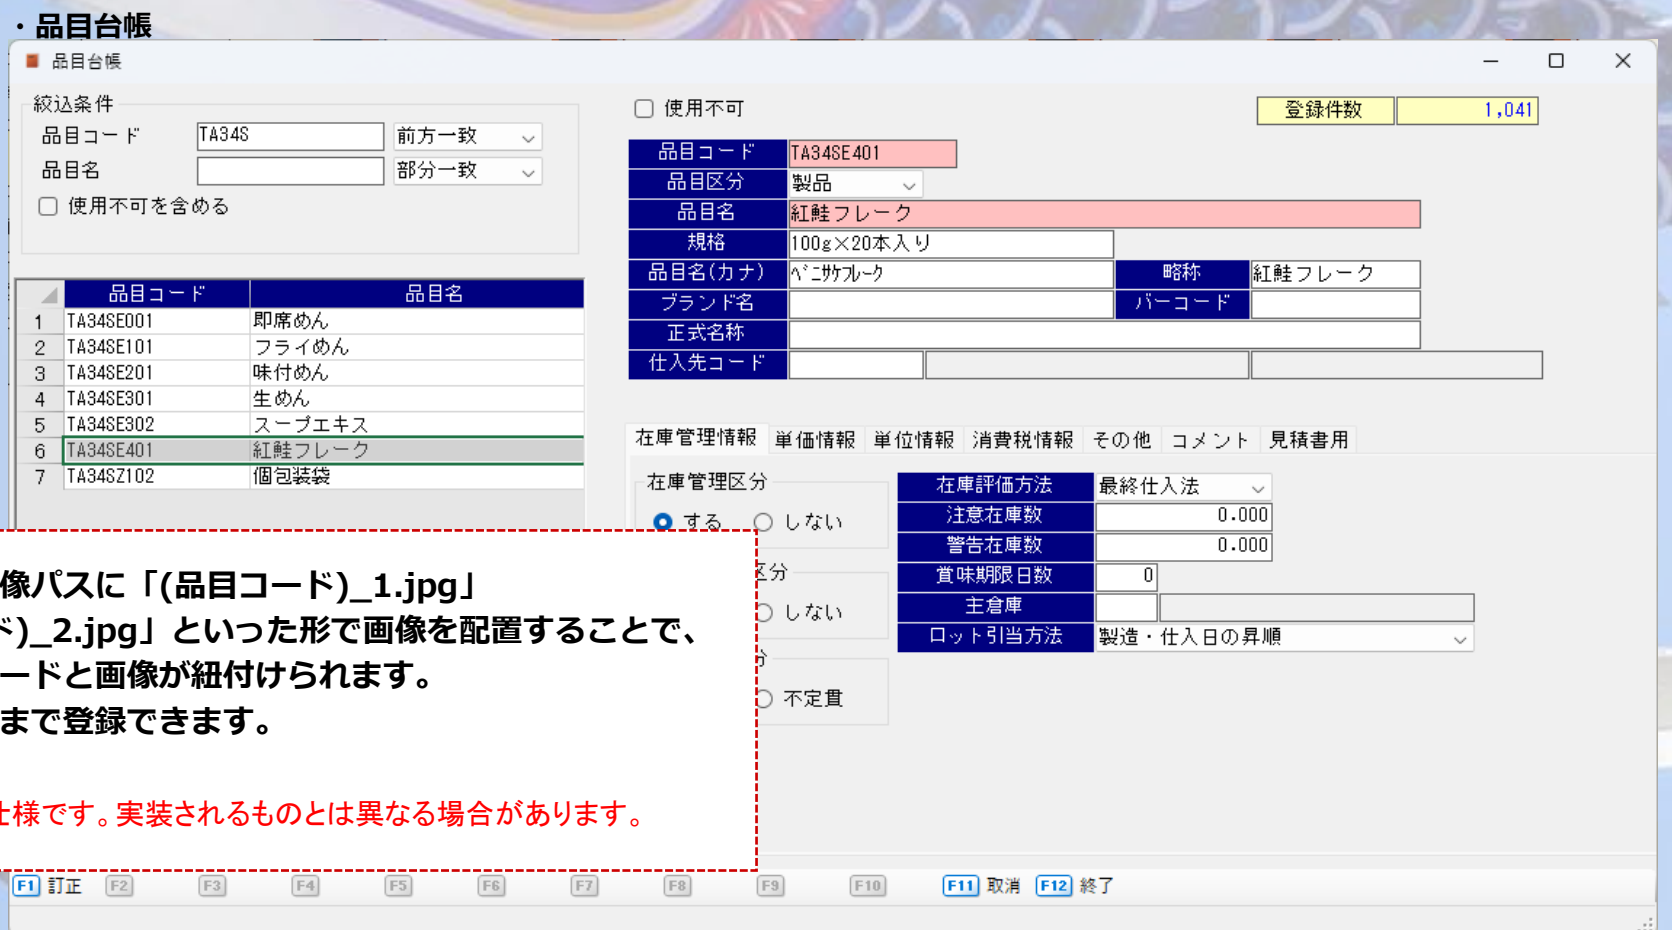 ・品目台帳
品目台帳
絞込条件
品目コード TA34S 前方一致
品目名 部分一致
使用不可を含める
品目コード 品目名
1 TA34SE001 即席めん
2 TA34SE101 フライめん
3 TA34SE201 味付めん
4 TA34SE301 生めん
5 TA34SE302 スープエキス
6 TA34SE401 紅鮭フレーク
7 TA34SZ102 個包装袋
使用不可
登録件数 1,041
品目コード TA34SE401
品目区分 製品
品目名 紅鮭フレーク
規格 100g×20本入り
品目名(カナ) ﾍﾞﾆｻｹﾌﾚｰｸ 略称 紅鮭フレーク
ブランド名 バーコード
正式名称
仕入先コード
在庫管理情報 単価情報 単位情報 消費税情報 その他 コメント 見積書用
在庫管理区分
する しない
区分
しない
分
不定貫
在庫評価方法 最終仕入法
注意在庫数 0.000
警告在庫数 0.000
賞味期限日数 0
主倉庫
ロット引当方法 製造・仕入日の昇順
像パスに「(品目コード)_1.jpg」
ド)_2.jpg」といった形で画像を配置することで、
ードと画像が紐付けられます。
まで登録できます。
仕様です。実装されるものとは異なる場合があります。
F1 訂正 F2 F3 F4 F5 F6 F7 F8 F9 F10 F11 取消 F12 終了